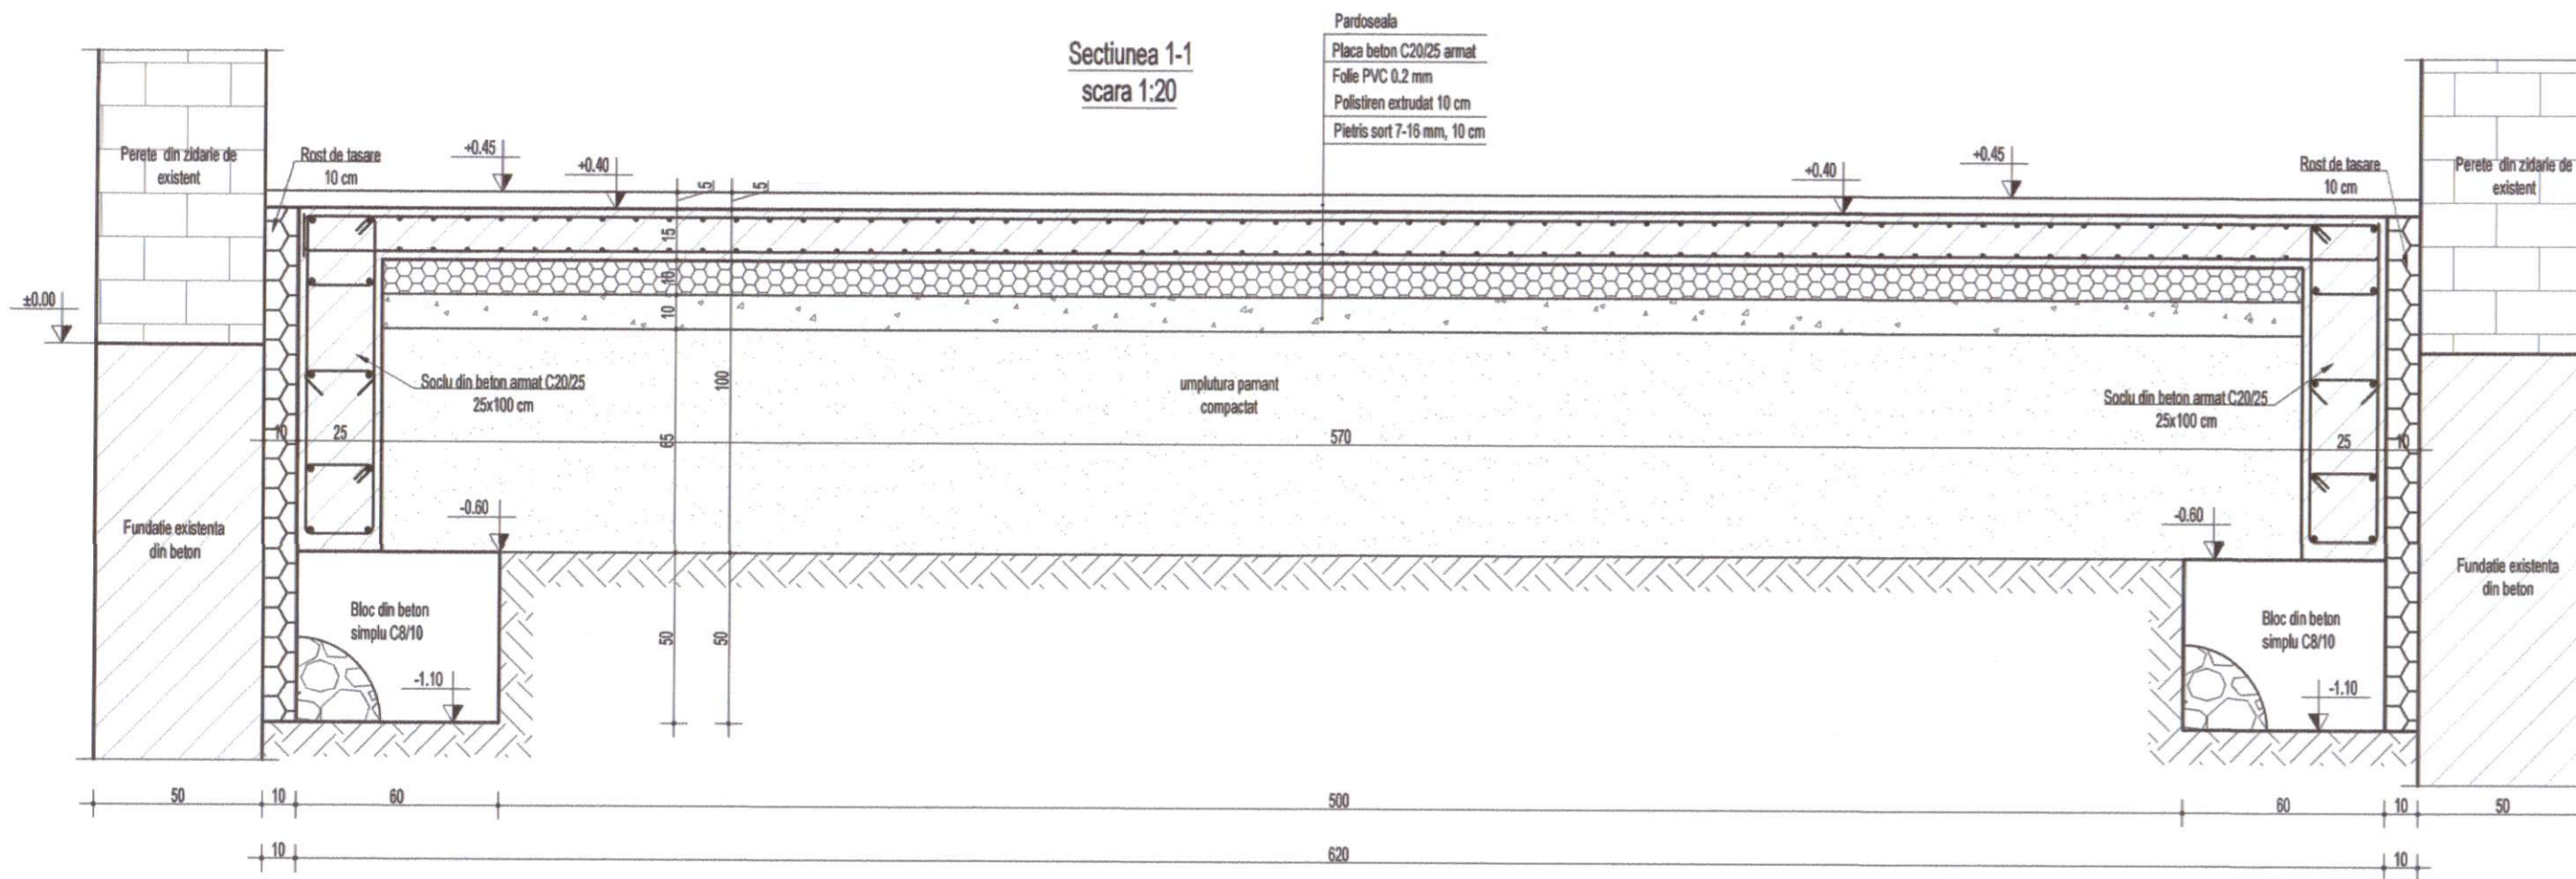 Sectiunea 1-1
scara 1:20
Pardoseala
Placa beton C20/25 armat
Folie PVC 0.2 mm
Polistiren extrudat 10 cm
Pietris sort 7-16 mm, 10 cm
Perete din zidarie de
existent
Rost de tasare
10 cm
+0.45
+0.40
5
5
+0.40
+0.45
Rost de tasare
10 cm
Perete din zidarie de
existent
±0.00
15
10
10
Soclu din beton armat C20/25
25x100 cm
100
umplutura pamant
compactat
Soclu din beton armat C20/25
25x100 cm
10
25
65
570
25
10
Fundatie existenta
din beton
-0.60
-0.60
Fundatie existenta
din beton
Bloc din beton
simplu C8/10
50
50
Bloc din beton
simplu C8/10
-1.10
-1.10
50
10
60
500
60
10
50
10
620
10